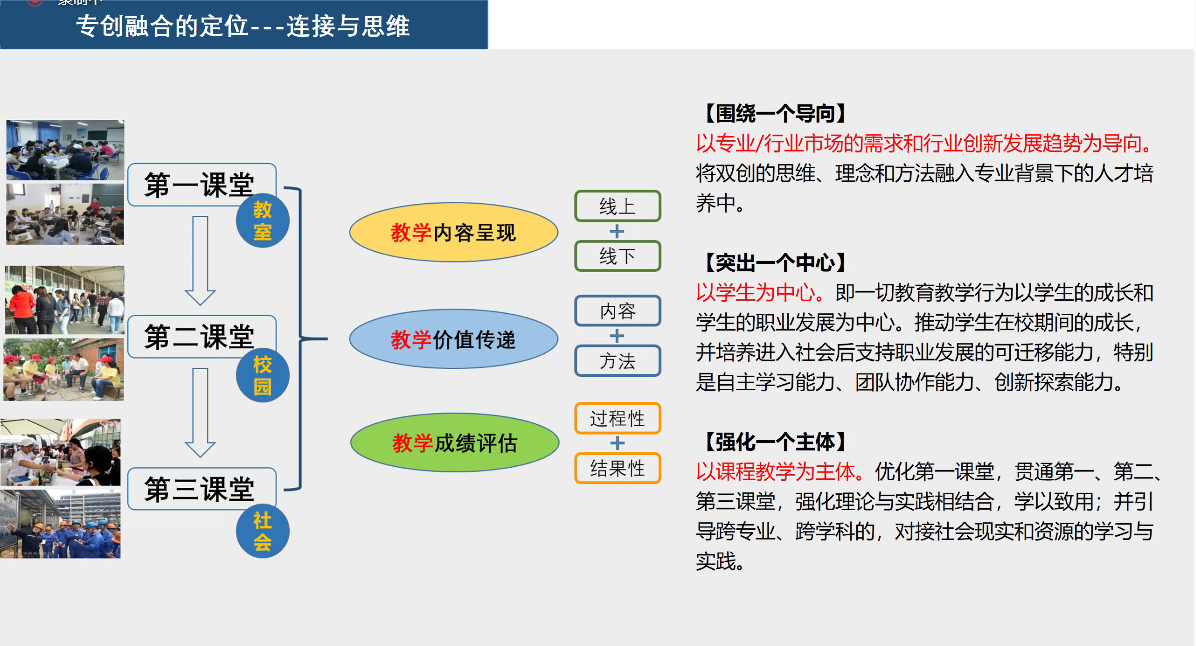 专创融合的定位---连接与思维
第一课堂
教
室
第二课堂
校
园
第三课堂
社
会
教学内容呈现
线上
+
线下
教学价值传递
内容
+
方法
教学成绩评估
过程性
+
结果性
【围绕一个导向】
以专业/行业市场的需求和行业创新发展趋势为导向。
将双创的思维、理念和方法融入专业背景下的人才培
养中。
【突出一个中心】
以学生为中心。即一切教育教学行为以学生的成长和
学生的职业发展为中心。推动学生在校期间的成长，
并培养进入社会后支持职业发展的可迁移能力，特别
是自主学习能力、团队协作能力、创新探索能力。
【强化一个主体】
以课程教学为主体。优化第一课堂，贯通第一、第二、
第三课堂，强化理论与实践相结合，学以致用；并引
导跨专业、跨学科的，对接社会现实和资源的学习与
实践。